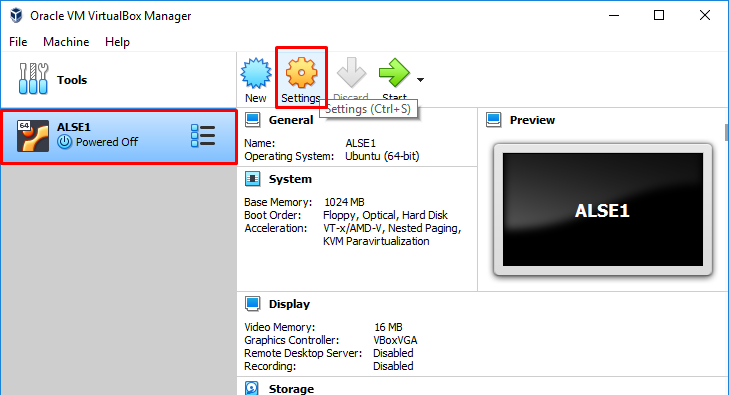 Oracle VM VirtualBox Manager
File Machine Help
Tools
New
Settings
Discard
Start
Settings (Ctrl+S)
64
ALSE1
Powered Off
General
Name: ALSE1
Operating System: Ubuntu (64-bit)
System
Base Memory: 1024 MB
Boot Order: Floppy, Optical, Hard Disk
Acceleration: VT-x/AMD-V, Nested Paging,
KVM Paravirtualization
Preview
ALSE1
Display
Video Memory: 16 MB
Graphics Controller: VBoxVGA
Remote Desktop Server: Disabled
Recording: Disabled
Storage